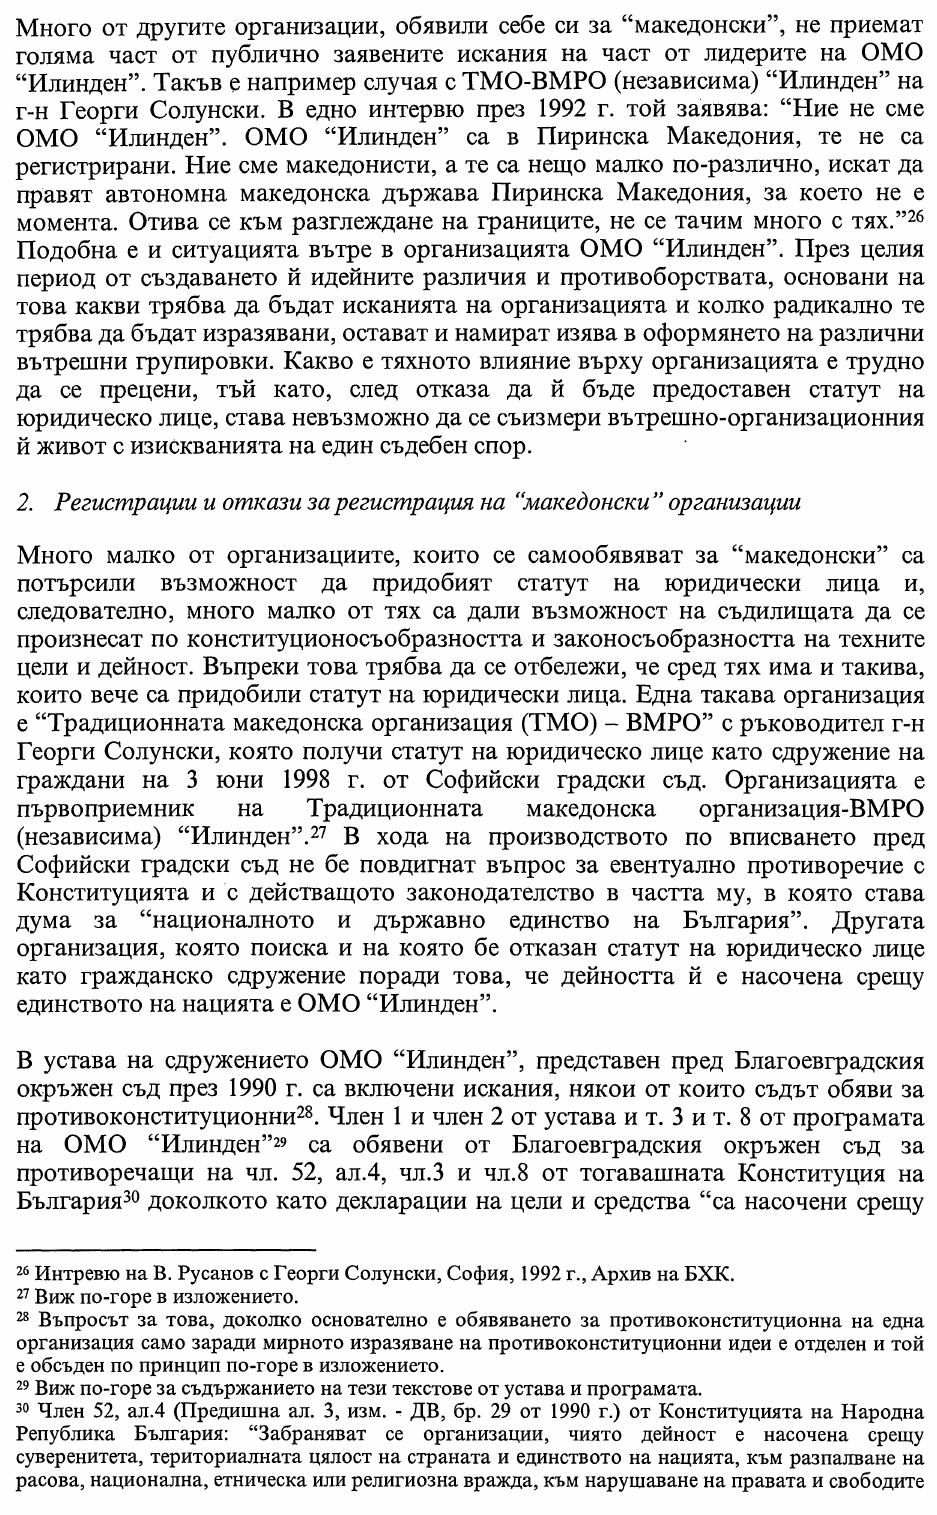 Много от другите организации, обявили себе си за “македонски”, не приемат
голяма част от публично заявените искания на част от лидерите на ОМО
“Илинден”. Такъв е например случая с ТМО-ВМРО (независима) “Илинден” на
г-н Георги Солунски. В едно интервю през 1992 г. той заявява: “Ние не сме
ОМО “Илинден”. ОМО “Илинден” са в Пиринска Македония, те не са
регистрирани. Ние сме македонисти, а те са нещо малко по-различно, искат да
правят автономна македонска държава Пиринска Македония, за което не е
момента. Отива се към разглеждане на границите, не се тачим много с тях.”26
Подобна е и ситуацията вътре в организацията ОМО “Илинден”. През целия
период от създаването й идейните различия и противоборствата, основани на
това какви трябва да бъдат исканията на организацията и колко радикално те
трябва да бъдат изразявани, остават и намират изява в оформянето на различни
вътрешни групировки. Какво е тяхното влияние върху организацията е трудно
да се прецени, тъй като, след отказа да й бъде предоставен статут на
юридическо лице, става невъзможно да се съизмери вътрешно-организационния
й живот с изискванията на един съдебен спор.
2. Регистрации и откази за регистрация на “македонски” организации
Много малко от организациите, които се самообявяват за “македонски” са
потърсили възможност да придобият статут на юридически лица и,
следователно, много малко от тях са дали възможност на съдилищата да се
произнесат по конституционосъобразността и законосъобразността на техните
цели и дейност. Въпреки това трябва да се отбележи, че сред тях има и такива,
които вече са придобили статут на юридически лица. Една такава организация
е “Традиционната македонска организация (ТМО) – ВМРО” с ръководител г-н
Георги Солунски, която получи статут на юридическо лице като сдружение на
граждани на 3 юни 1998 г. от Софийски градски съд. Организацията е
първоприемник на Традиционната македонска организация-ВМРО
(независима) “Илинден”.27 В хода на производството по вписването пред
Софийски градски съд не бе повдигнат въпрос за евентуално противоречие с
Конституцията и с действащото законодателство в частта му, в която става
дума за “националното и държавно единство на България”. Другата
организация, която поиска и на която бе отказан статут на юридическо лице
като гражданско сдружение поради това, че дейността й е насочена срещу
единството на нацията е ОМО “Илинден”.
В устава на сдружението ОМО “Илинден”, представен пред Благоевградския
окръжен съд през 1990 г. са включени искания, някои от които съдът обяви за
противоконституционни28. Член 1 и член 2 от устава и т. 3 и т. 8 от програмата
на ОМО “Илинден”29 са обявени от Благоевградския окръжен съд за
противоречащи на чл. 52, ал.4, чл.3 и чл.8 от тогавашната Конституция на
България30 доколкото като декларации на цели и средства “са насочени срещу
26 Интревю на В. Русанов с Георги Солунски, София, 1992 г., Архив на БХК.
27 Виж по-горе в изложението.
28 Въпросът за това, доколко основателно е обявяването за противоконституционна на една
организация само заради мирното изразяване на противоконституционни идеи е отделен и той
е обсъден по принцип по-горе в изложението.
29 Виж по-горе за съдържанието на тези текстове от устава и програмата.
30 Член 52, ал.4 (Предишна ал. 3, изм. - ДВ, бр. 29 от 1990 г.) от Конституцията на Народна
Република България: “Забраняват се организации, чиято дейност е насочена срещу
суверенитета, териториалната цялост на страната и единството на нацията, към разпалване на
расова, национална, етническа или религиозна вражда, към нарушаване на правата и свободите